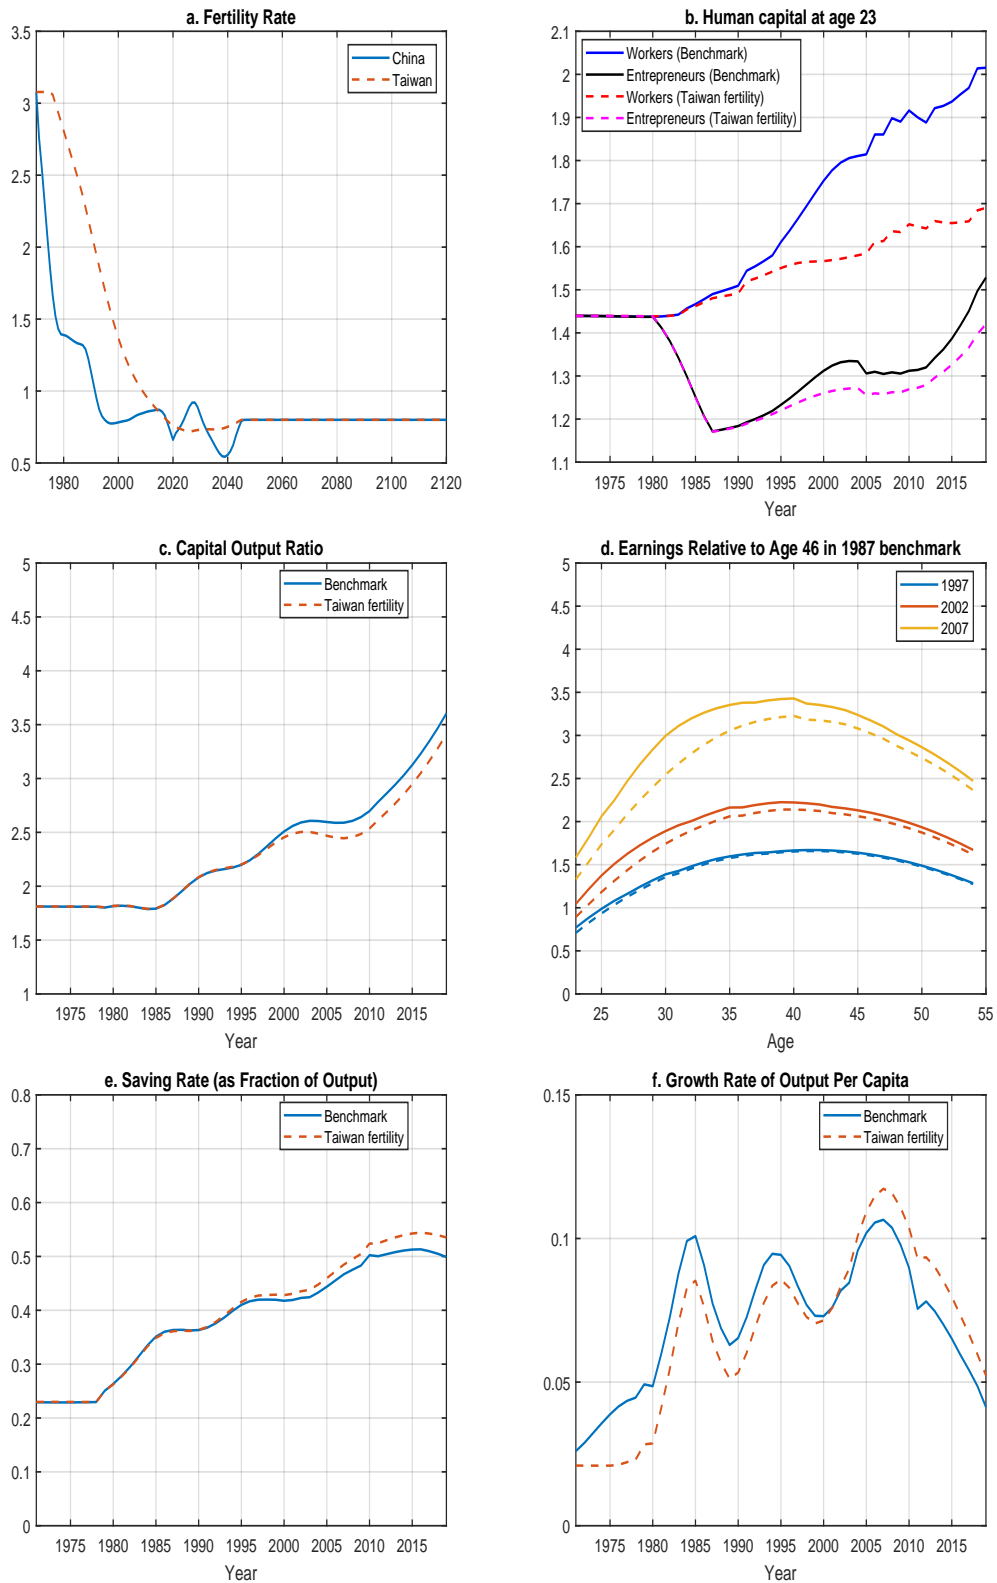 a. Fertility Rate
3.5
3
2.5
2
1.5
1
0.5
1980 2000 2020 2040 2060 2080 2100 2120
China
Taiwan
b. Human capital at age 23
2.1
2
1.9
1.8
1.7
1.6
1.5
1.4
1.3
1.2
1.1
1975 1980 1985 1990 1995 2000 2005 2010 2015
Year
Workers (Benchmark)
Entrepreneurs (Benchmark)
Workers (Taiwan fertility)
Entrepreneurs (Taiwan fertility)
c. Capital Output Ratio
5
4.5
4
3.5
3
2.5
2
1.5
1
1975 1980 1985 1990 1995 2000 2005 2010 2015
Year
Benchmark
Taiwan fertility
d. Earnings Relative to Age 46 in 1987 benchmark
5
4.5
4
3.5
3
2.5
2
1.5
1
0.5
0
25 30 35 40 45 50 55
Age
1997
2002
2007
e. Saving Rate (as Fraction of Output)
0.8
0.7
0.6
0.5
0.4
0.3
0.2
0.1
0
1975 1980 1985 1990 1995 2000 2005 2010 2015
Year
Benchmark
Taiwan fertility
f. Growth Rate of Output Per Capita
0.15
0.1
0.05
0
1975 1980 1985 1990 1995 2000 2005 2010 2015
Year
Benchmark
Taiwan fertility